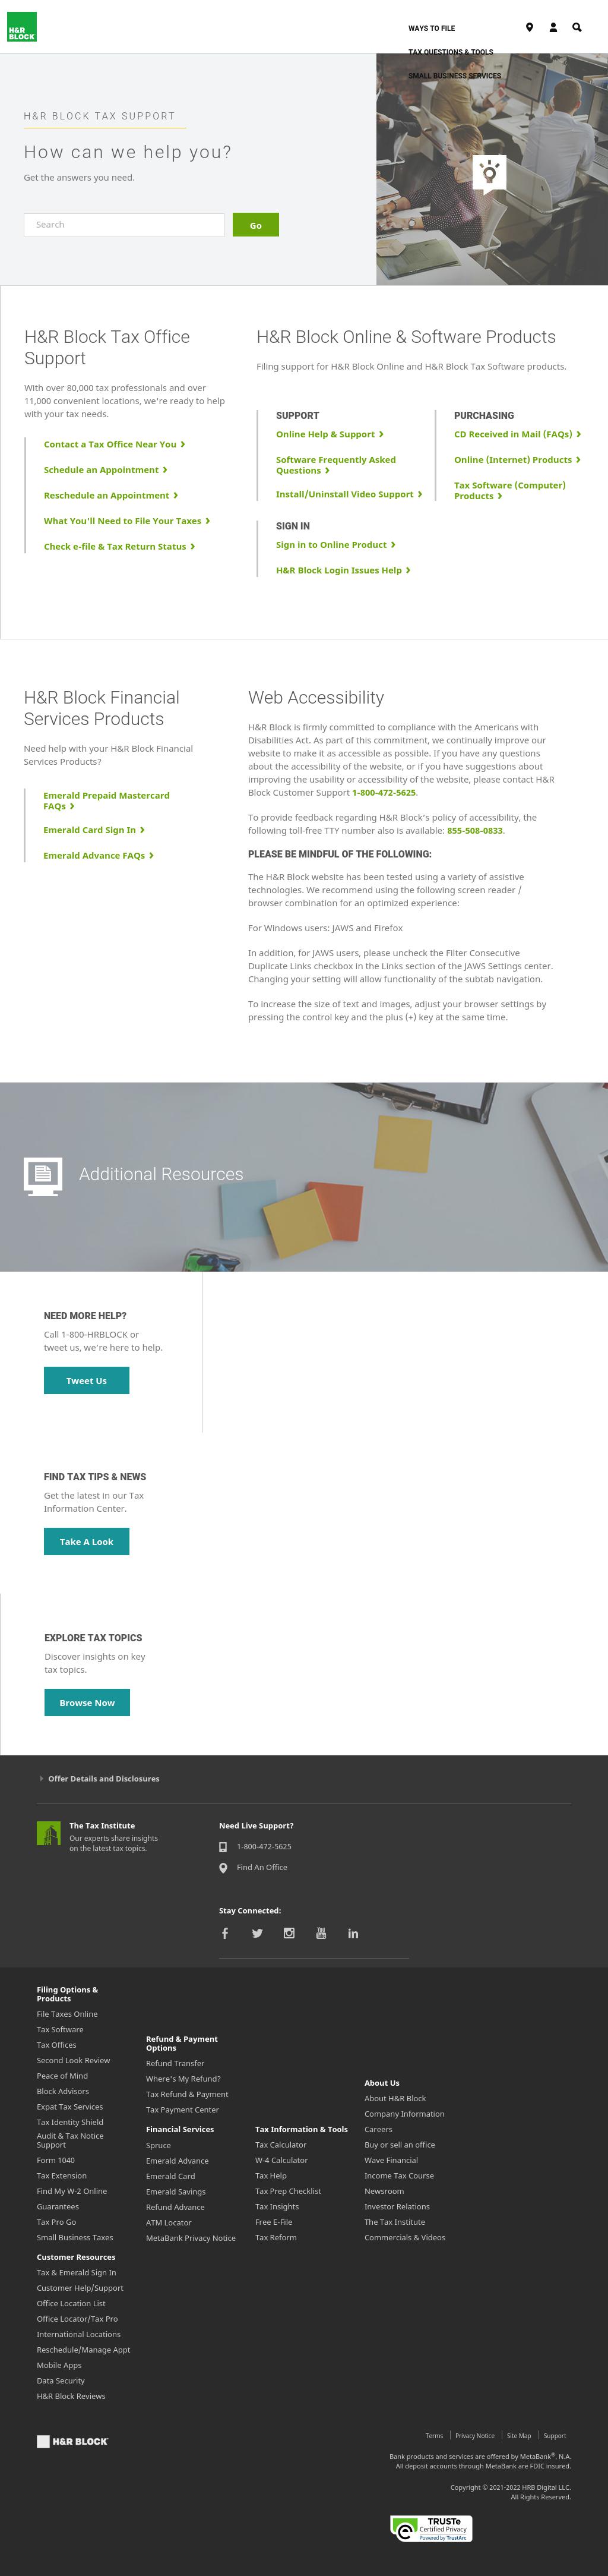 H&R
BLOCK
WAYS TO FILE
TAX QUESTIONS & TOOLS
SMALL BUSINESS SERVICES
H&R BLOCK TAX SUPPORT
How can we help you?
Get the answers you need.
Search
Go
H&R Block Tax Office
Support
With over 80,000 tax professionals and over
11,000 convenient locations, we're ready to help
with your tax needs.
Contact a Tax Office Near You
Schedule an Appointment
Reschedule an Appointment
What You'll Need to File Your Taxes
Check e-file & Tax Return Status
H&R Block Online & Software Products
Filing support for H&R Block Online and H&R Block Tax Software products.
SUPPORT
Online Help & Support
Software Frequently Asked
Questions
Install/Uninstall Video Support
PURCHASING
CD Received in Mail (FAQs)
Online (Internet) Products
Tax Software (Computer)
Products
SIGN IN
Sign in to Online Product
H&R Block Login Issues Help
H&R Block Financial
Services Products
Need help with your H&R Block Financial
Services Products?
Emerald Prepaid Mastercard
FAQs
Emerald Card Sign In
Emerald Advance FAQs
Web Accessibility
H&R Block is firmly committed to compliance with the Americans with
Disabilities Act. As part of this commitment, we continually improve our
website to make it as accessible as possible. If you have any questions
about the accessibility of the website, or if you have suggestions about
improving the usability or accessibility of the website, please contact H&R
Block Customer Support 1-800-472-5625.
To provide feedback regarding H&R Block's policy of accessibility, the
following toll-free TTY number also is available: 855-508-0833.
PLEASE BE MINDFUL OF THE FOLLOWING:
The H&R Block website has been tested using a variety of assistive
technologies. We recommend using the following screen reader /
browser combination for an optimized experience:
For Windows users: JAWS and Firefox
In addition, for JAWS users, please uncheck the Filter Consecutive
Duplicate Links checkbox in the Links section of the JAWS Settings center.
Changing your setting will allow functionality of the subtab navigation.
To increase the size of text and images, adjust your browser settings by
pressing the control key and the plus (+) key at the same time.
Additional Resources
NEED MORE HELP?
Call 1-800-HRBLOCK or
tweet us, we're here to help.
Tweet Us
FIND TAX TIPS & NEWS
Get the latest in our Tax
Information Center.
Take A Look
EXPLORE TAX TOPICS
Discover insights on key
tax topics.
Browse Now
Offer Details and Disclosures
The Tax Institute
Our experts share insights
on the latest tax topics.
Need Live Support?
1-800-472-5625
Find An Office
Stay Connected:
Filing Options &
Products
File Taxes Online
Tax Software
Tax Offices
Second Look Review
Peace of Mind
Block Advisors
Expat Tax Services
Tax Identity Shield
Audit & Tax Notice
Support
Form 1040
Tax Extension
Find My W-2 Online
Guarantees
Tax Pro Go
Small Business Taxes
Customer Resources
Tax & Emerald Sign In
Customer Help/Support
Office Location List
Office Locator/Tax Pro
International Locations
Reschedule/Manage Appt
Mobile Apps
Data Security
H&R Block Reviews
Refund & Payment
Options
Refund Transfer
Where's My Refund?
Tax Refund & Payment
Tax Payment Center
Financial Services
Spruce
Emerald Advance
Emerald Card
Emerald Savings
Refund Advance
ATM Locator
MetaBank Privacy Notice
Tax Information & Tools
Tax Calculator
W-4 Calculator
Tax Help
Tax Prep Checklist
Tax Insights
Free E-File
Tax Reform
About Us
About H&R Block
Company Information
Careers
Buy or sell an office
Wave Financial
Income Tax Course
Newsroom
Investor Relations
The Tax Institute
Commercials & Videos
H&R BLOCK
Terms
Privacy Notice
Site Map
Support
Bank products and services are offered by MetaBank®, N.A.
All deposit accounts through MetaBank are FDIC insured.
Copyright © 2021-2022 HRB Digital LLC.
All Rights Reserved.
TRUSTe
Certified Privacy
Powered by TrustArc